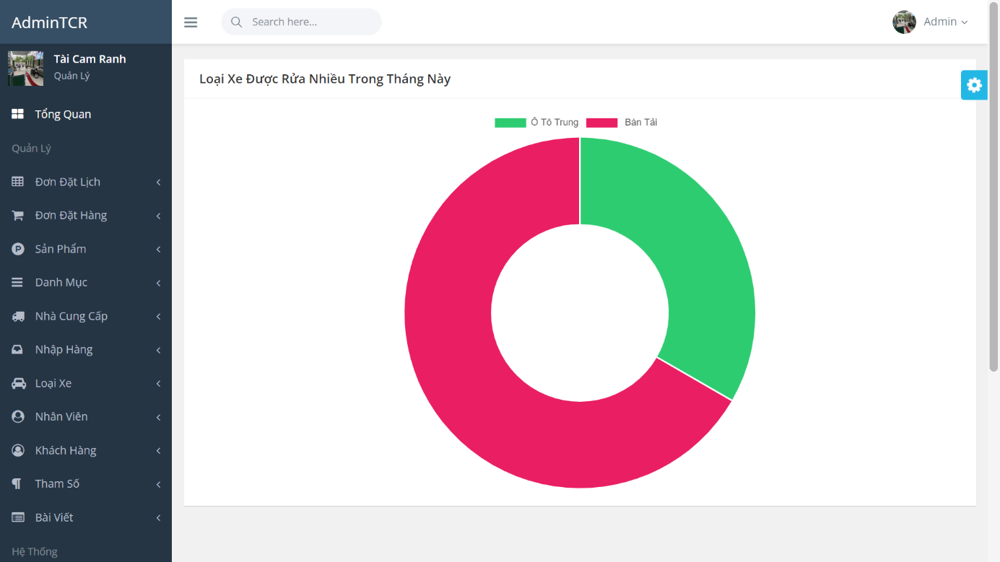 AdminTCR
Search here...
Admin
Tài Cam Ranh
Quản Lý
Tổng Quan
Quản Lý
Đơn Đặt Lịch
Đơn Đặt Hàng
Sản Phẩm
Danh Mục
Nhà Cung Cấp
Nhập Hàng
Loại Xe
Nhân Viên
Khách Hàng
Tham Số
Bài Viết
Hệ Thống
Loại Xe Được Rửa Nhiều Trong Tháng Này
Ô Tô Trung
Bán Tải